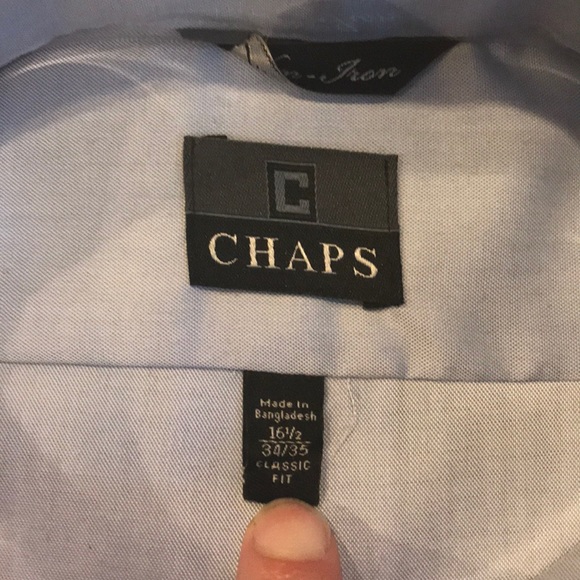 -Iron
C
CHAPS
Made In
Bangladesh
16½
34/35
CLASSIC
FIT